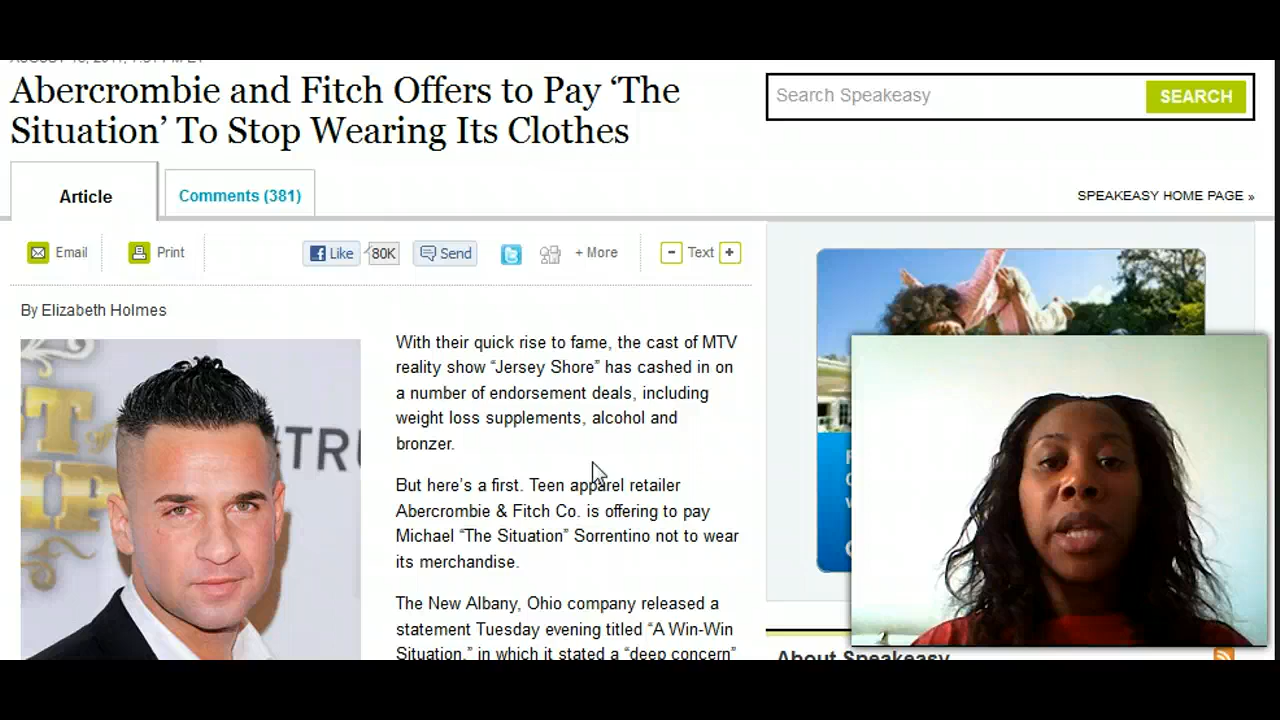 Abercrombie and Fitch Offers to Pay ‘The
Situation’ To Stop Wearing Its Clothes
Search Speakeasy
SEARCH
Article
Comments (381)
SPEAKEASY HOME PAGE »
Email
Print
Like
80K
Send
+ More
- Text +
By Elizabeth Holmes
With their quick rise to fame, the cast of MTV
reality show “Jersey Shore” has cashed in on
a number of endorsement deals, including
weight loss supplements, alcohol and
bronzer.
But here’s a first. Teen apparel retailer
Abercrombie & Fitch Co. is offering to pay
Michael “The Situation” Sorrentino not to wear
its merchandise.
The New Albany, Ohio company released a
statement Tuesday evening titled “A Win-Win
Situation,” in which it stated a “deep concern”
About Speakeasy